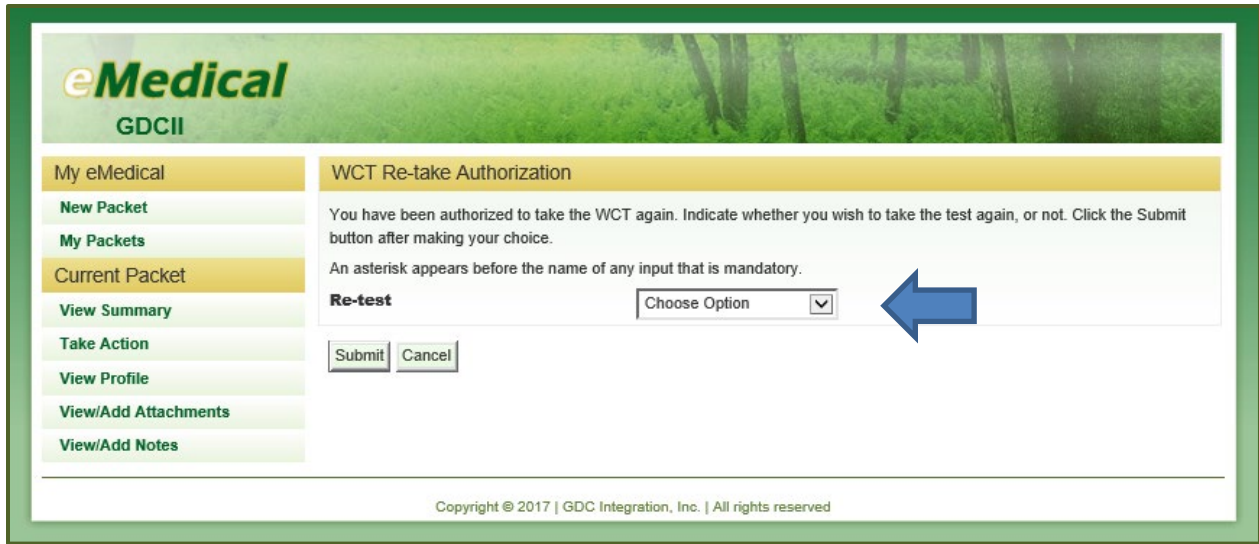 eMedical
GDCII
My eMedical
New Packet
My Packets
Current Packet
View Summary
Take Action
View Profile
View/Add Attachments
View/Add Notes
WCT Re-take Authorization
You have been authorized to take the WCT again. Indicate whether you wish to take the test again, or not. Click the Submit
button after making your choice.
An asterisk appears before the name of any input that is mandatory.
Re-test Choose Option
Submit Cancel
Copyright © 2017 | GDC Integration, Inc. | All rights reserved